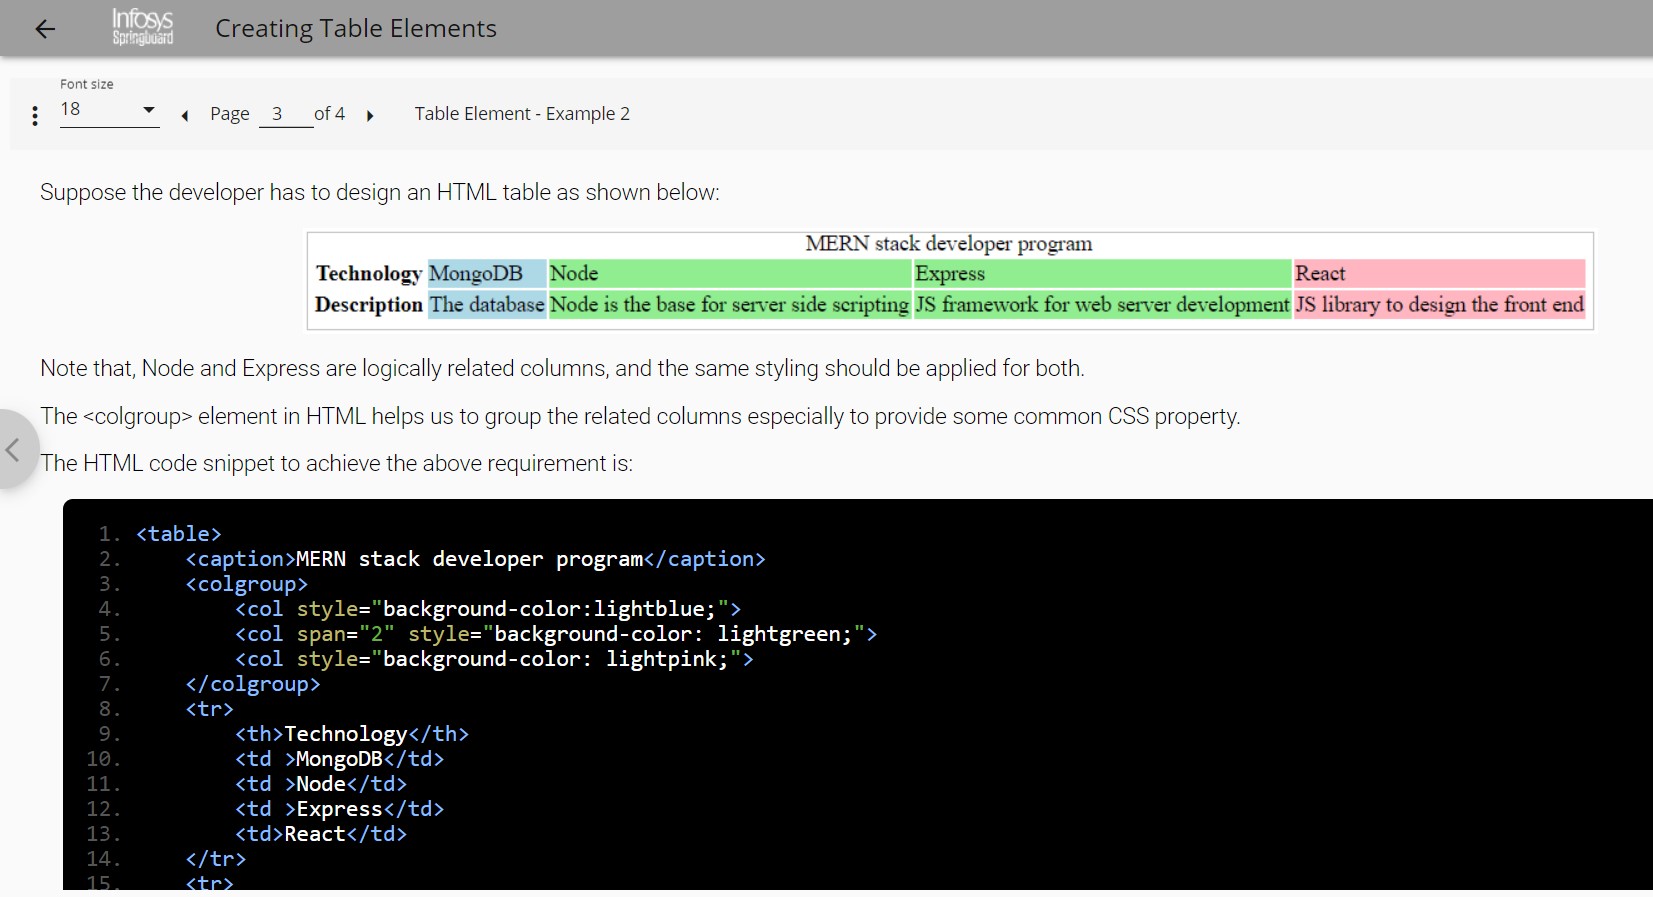 Infosys
Springboard
Creating Table Elements
Font size
18
Page 3 of 4
Table Element - Example 2
Suppose the developer has to design an HTML table as shown below:
MERN stack developer program
Technology MongoDB Node Express React
Description The database Node is the base for server side scripting JS framework for web server development JS library to design the front end
Note that, Node and Express are logically related columns, and the same styling should be applied for both.
The <colgroup> element in HTML helps us to group the related columns especially to provide some common CSS property.
The HTML code snippet to achieve the above requirement is:
1. <table>
2. <caption>MERN stack developer program</caption>
3. <colgroup>
4. <col style="background-color:lightblue;">
5. <col span="2" style="background-color: lightgreen;">
6. <col style="background-color: lightpink;">
7. </colgroup>
8. <tr>
9. <th>Technology</th>
10. <td >MongoDB</td>
11. <td >Node</td>
12. <td >Express</td>
13. <td>React</td>
14. </tr>
15. <tr>